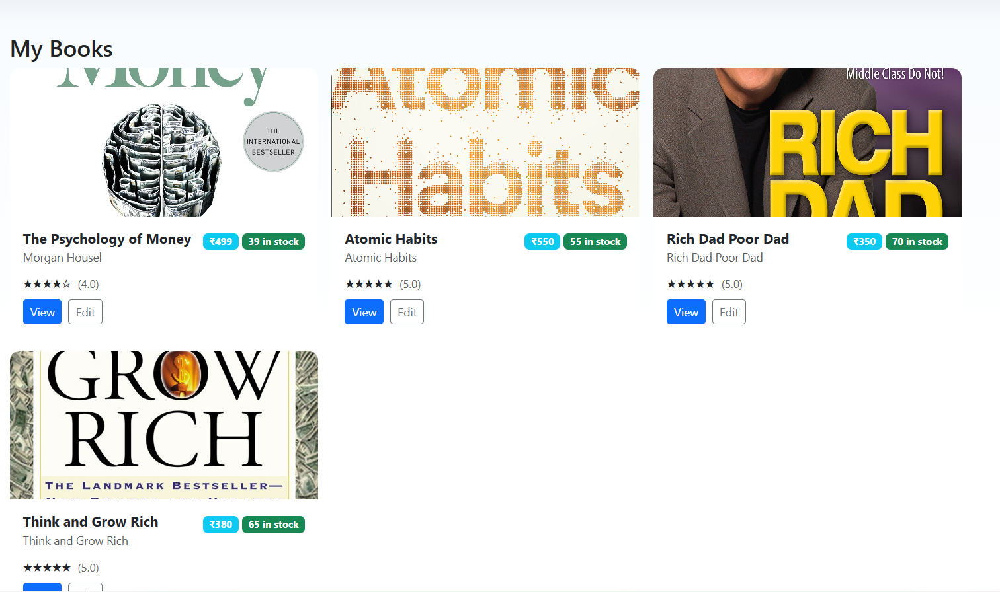 My Books
Money
THE
INTERNATIONAL
BESTSELLER
The Psychology of Money ₹499 39 in stock
Morgan Housel
★★★★☆ (4.0)
View Edit
Atomic
Habits
Atomic Habits ₹550 55 in stock
Atomic Habits
★★★★★ (5.0)
View Edit
Middle Class Do Not!
RICH
DAD
Rich Dad Poor Dad ₹350 70 in stock
Rich Dad Poor Dad
★★★★★ (5.0)
View Edit
GROW
RICH
THE LANDMARK BESTSELLER—
Think and Grow Rich ₹380 65 in stock
Think and Grow Rich
★★★★★ (5.0)